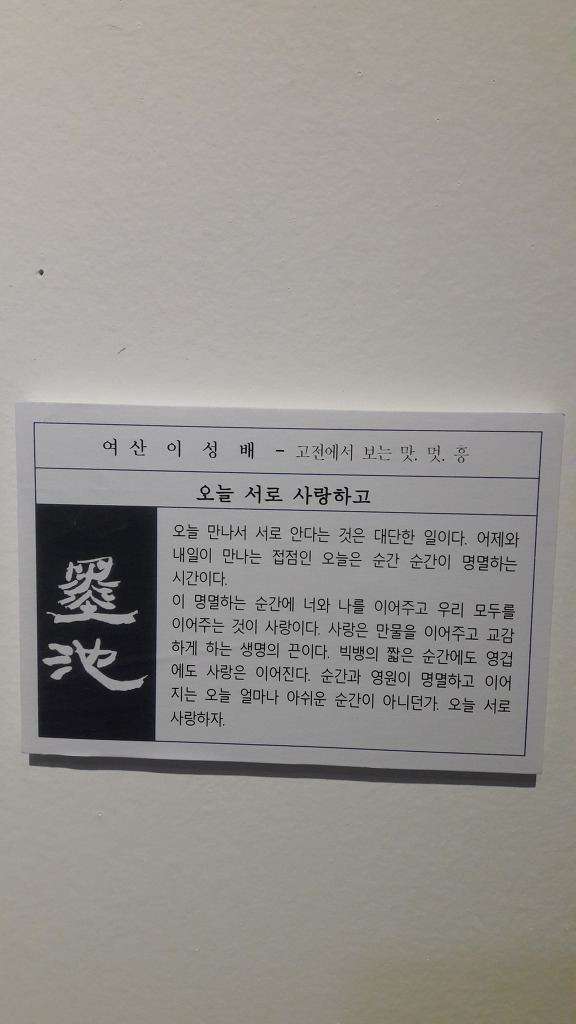 여 산 이 성 배 - 고전에서 보는 맛. 멋. 흥
오늘 서로 사랑하고
墨
池
오늘 만나서 서로 안다는 것은 대단한 일이다. 어제와
내일이 만나는 접점인 오늘은 순간 순간이 명멸하는
시간이다.
이 명멸하는 순간에 너와 나를 이어주고 우리 모두를
이어주는 것이 사랑이다. 사랑은 만물을 이어주고 교감
하게 하는 생명의 끈이다. 빅뱅의 짧은 순간에도 영겁
에도 사랑은 이어진다. 순간과 영원이 명멸하고 이어
지는 오늘 얼마나 아쉬운 순간이 아니던가. 오늘 서로
사랑하자.